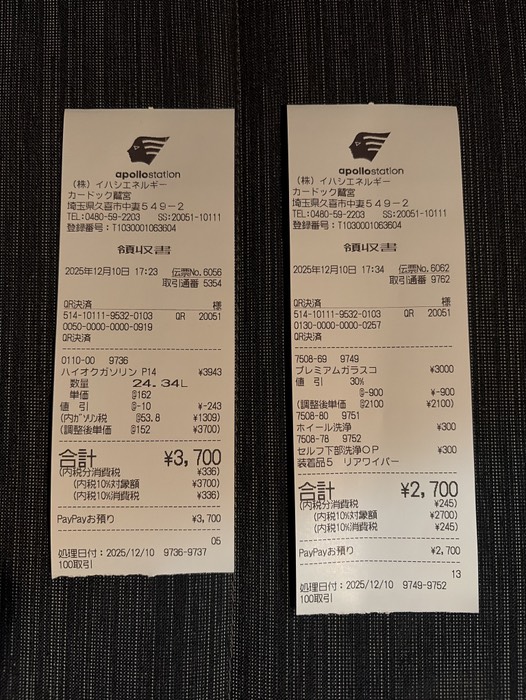 apollostation
(株)イハシエネルギー
カードック鷲宮
埼玉県久喜市中妻549-2
TEL:0480-59-2203 SS:20051-10111
登録番号:T1030001063604
領収書
2025年12月10日 17:23 伝票No.6056
取引通番 5354
様
QR決済
514-10111-9532-0103 QR 20051
0050-0000-0000-0919
QR決済
0110-00 9736
ハイオクガソリン P14 ¥3943
数量 24.34L
単価 @162
値 引 @-10 ¥-243
(内ガソリン税 @53.8 ¥1309)
(調整後単価 @152 ¥3700)
合計 ¥3,700
(内税分消費税 ¥336)
(内税10%対象額 ¥3700)
(内税10%消費税 ¥336)
PayPayお預り ¥3,700
05
処理日付:2025/12/10 9736-9737
100取引
apollostation
(株)イハシエネルギー
カードック鷲宮
埼玉県久喜市中妻549-2
TEL:0480-59-2203 SS:20051-10111
登録番号:T1030001063604
領収書
2025年12月10日 17:34 伝票No.6062
取引通番 9762
様
QR決済
514-10111-9532-0103 QR 20051
0130-0000-0000-0257
QR決済
7508-69 9749
プレミアムガラスコ ¥3000
値 引 30%
@-900 ¥-900
(調整後単価 @2100 ¥2100)
7508-80 9751
ホイール洗浄 ¥300
7508-78 9752
セルフ下部洗浄OP ¥300
装着品5 リアワイパー
合計 ¥2,700
(内税分消費税 ¥245)
(内税10%対象額 ¥2700)
(内税10%消費税 ¥245)
PayPayお預り ¥2,700
13
処理日付:2025/12/10 9749-9752
100取引